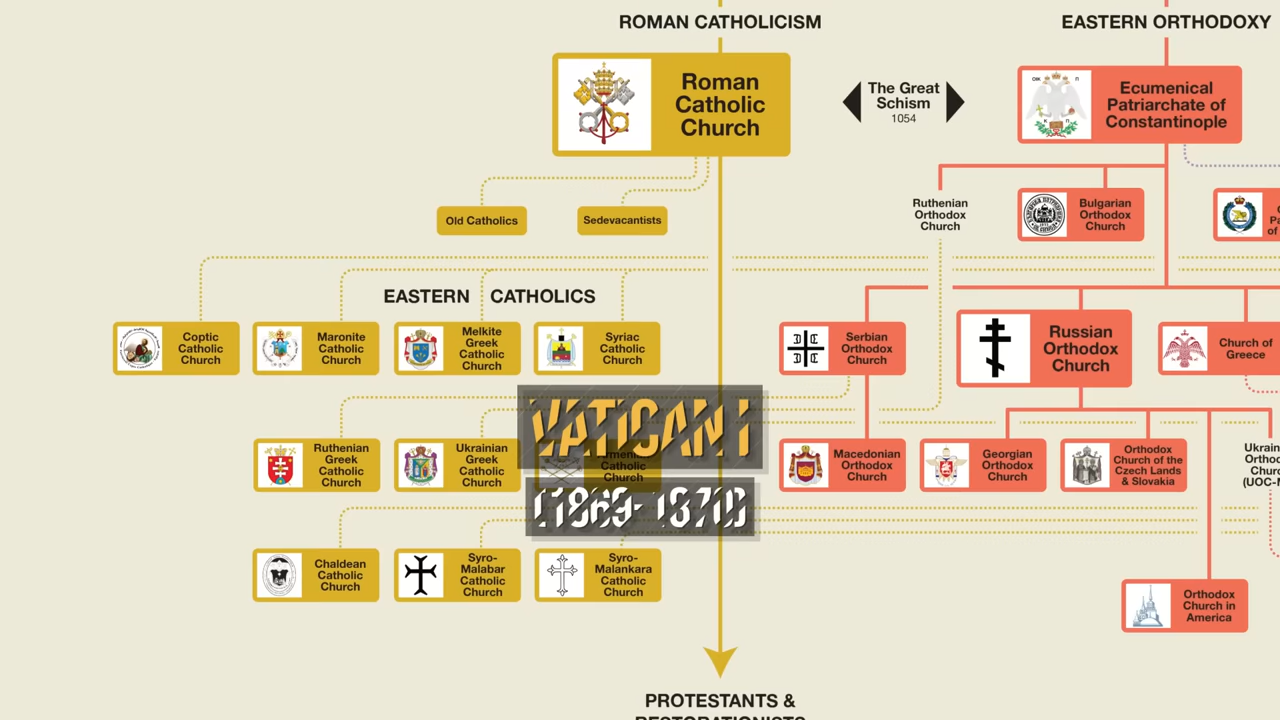 ROMAN CATHOLICISM
EASTERN ORTHODOXY
Roman
Catholic
Church
The Great
Schism
1054
Ecumenical
Patriarchate of
Constantinople
Old Catholics
Sedevacantists
Ruthenian
Orthodox
Church
Bulgarian
Orthodox
Church
EASTERN CATHOLICS
Coptic
Catholic
Church
Maronite
Catholic
Church
Melkite
Greek
Catholic
Church
Syriac
Catholic
Church
Serbian
Orthodox
Church
Russian
Orthodox
Church
Church of
Greece
VATICAN I
(1869-1870)
Ruthenian
Greek
Catholic
Church
Ukrainian
Greek
Catholic
Church
Catholic
Church
Macedonian
Orthodox
Church
Georgian
Orthodox
Church
Orthodox
Church of the
Czech Lands
& Slovakia
Chaldean
Catholic
Church
Syro-
Malabar
Catholic
Church
Syro-
Malankara
Catholic
Church
Orthodox
Church in
America
PROTESTANTS &
RESTORATIONISTS